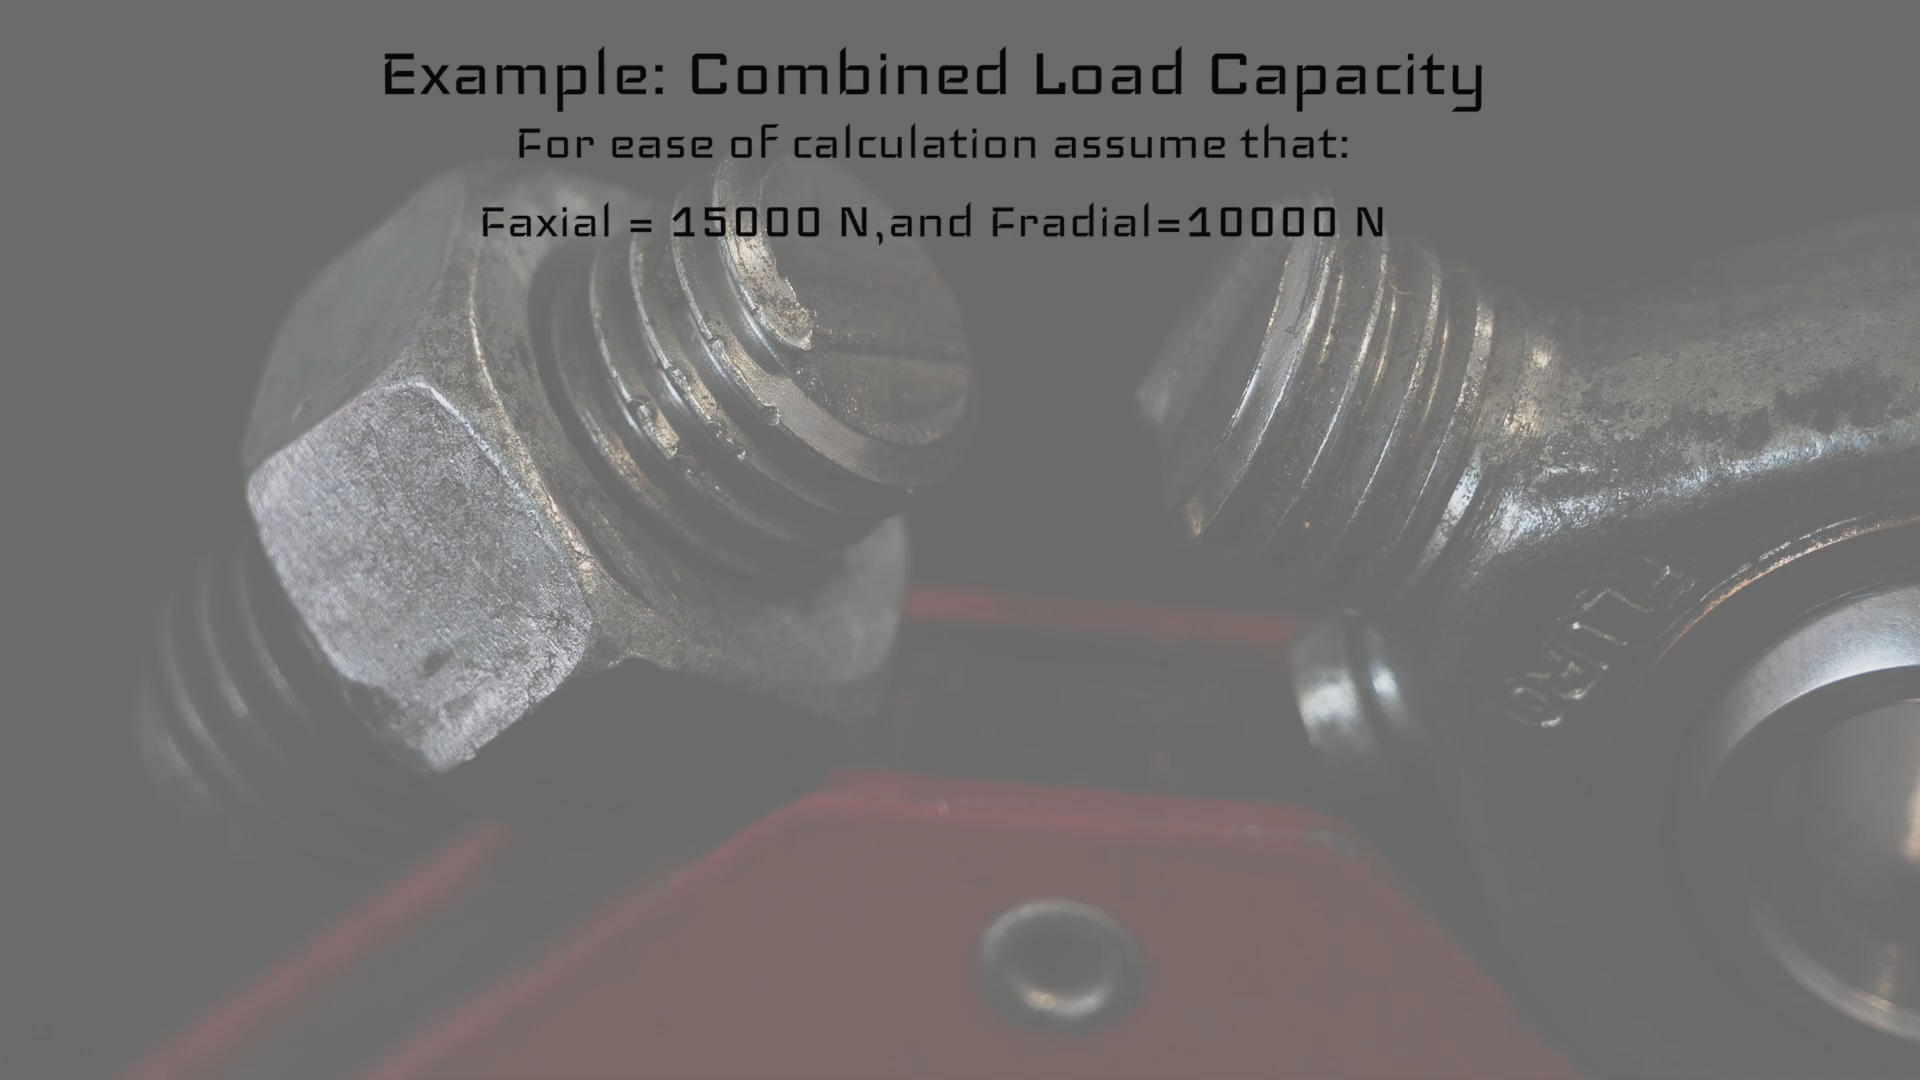 Example: Combined Load Capacity
For ease of calculation assume that:
Faxial = 15000 N,and Fradial=10000 N